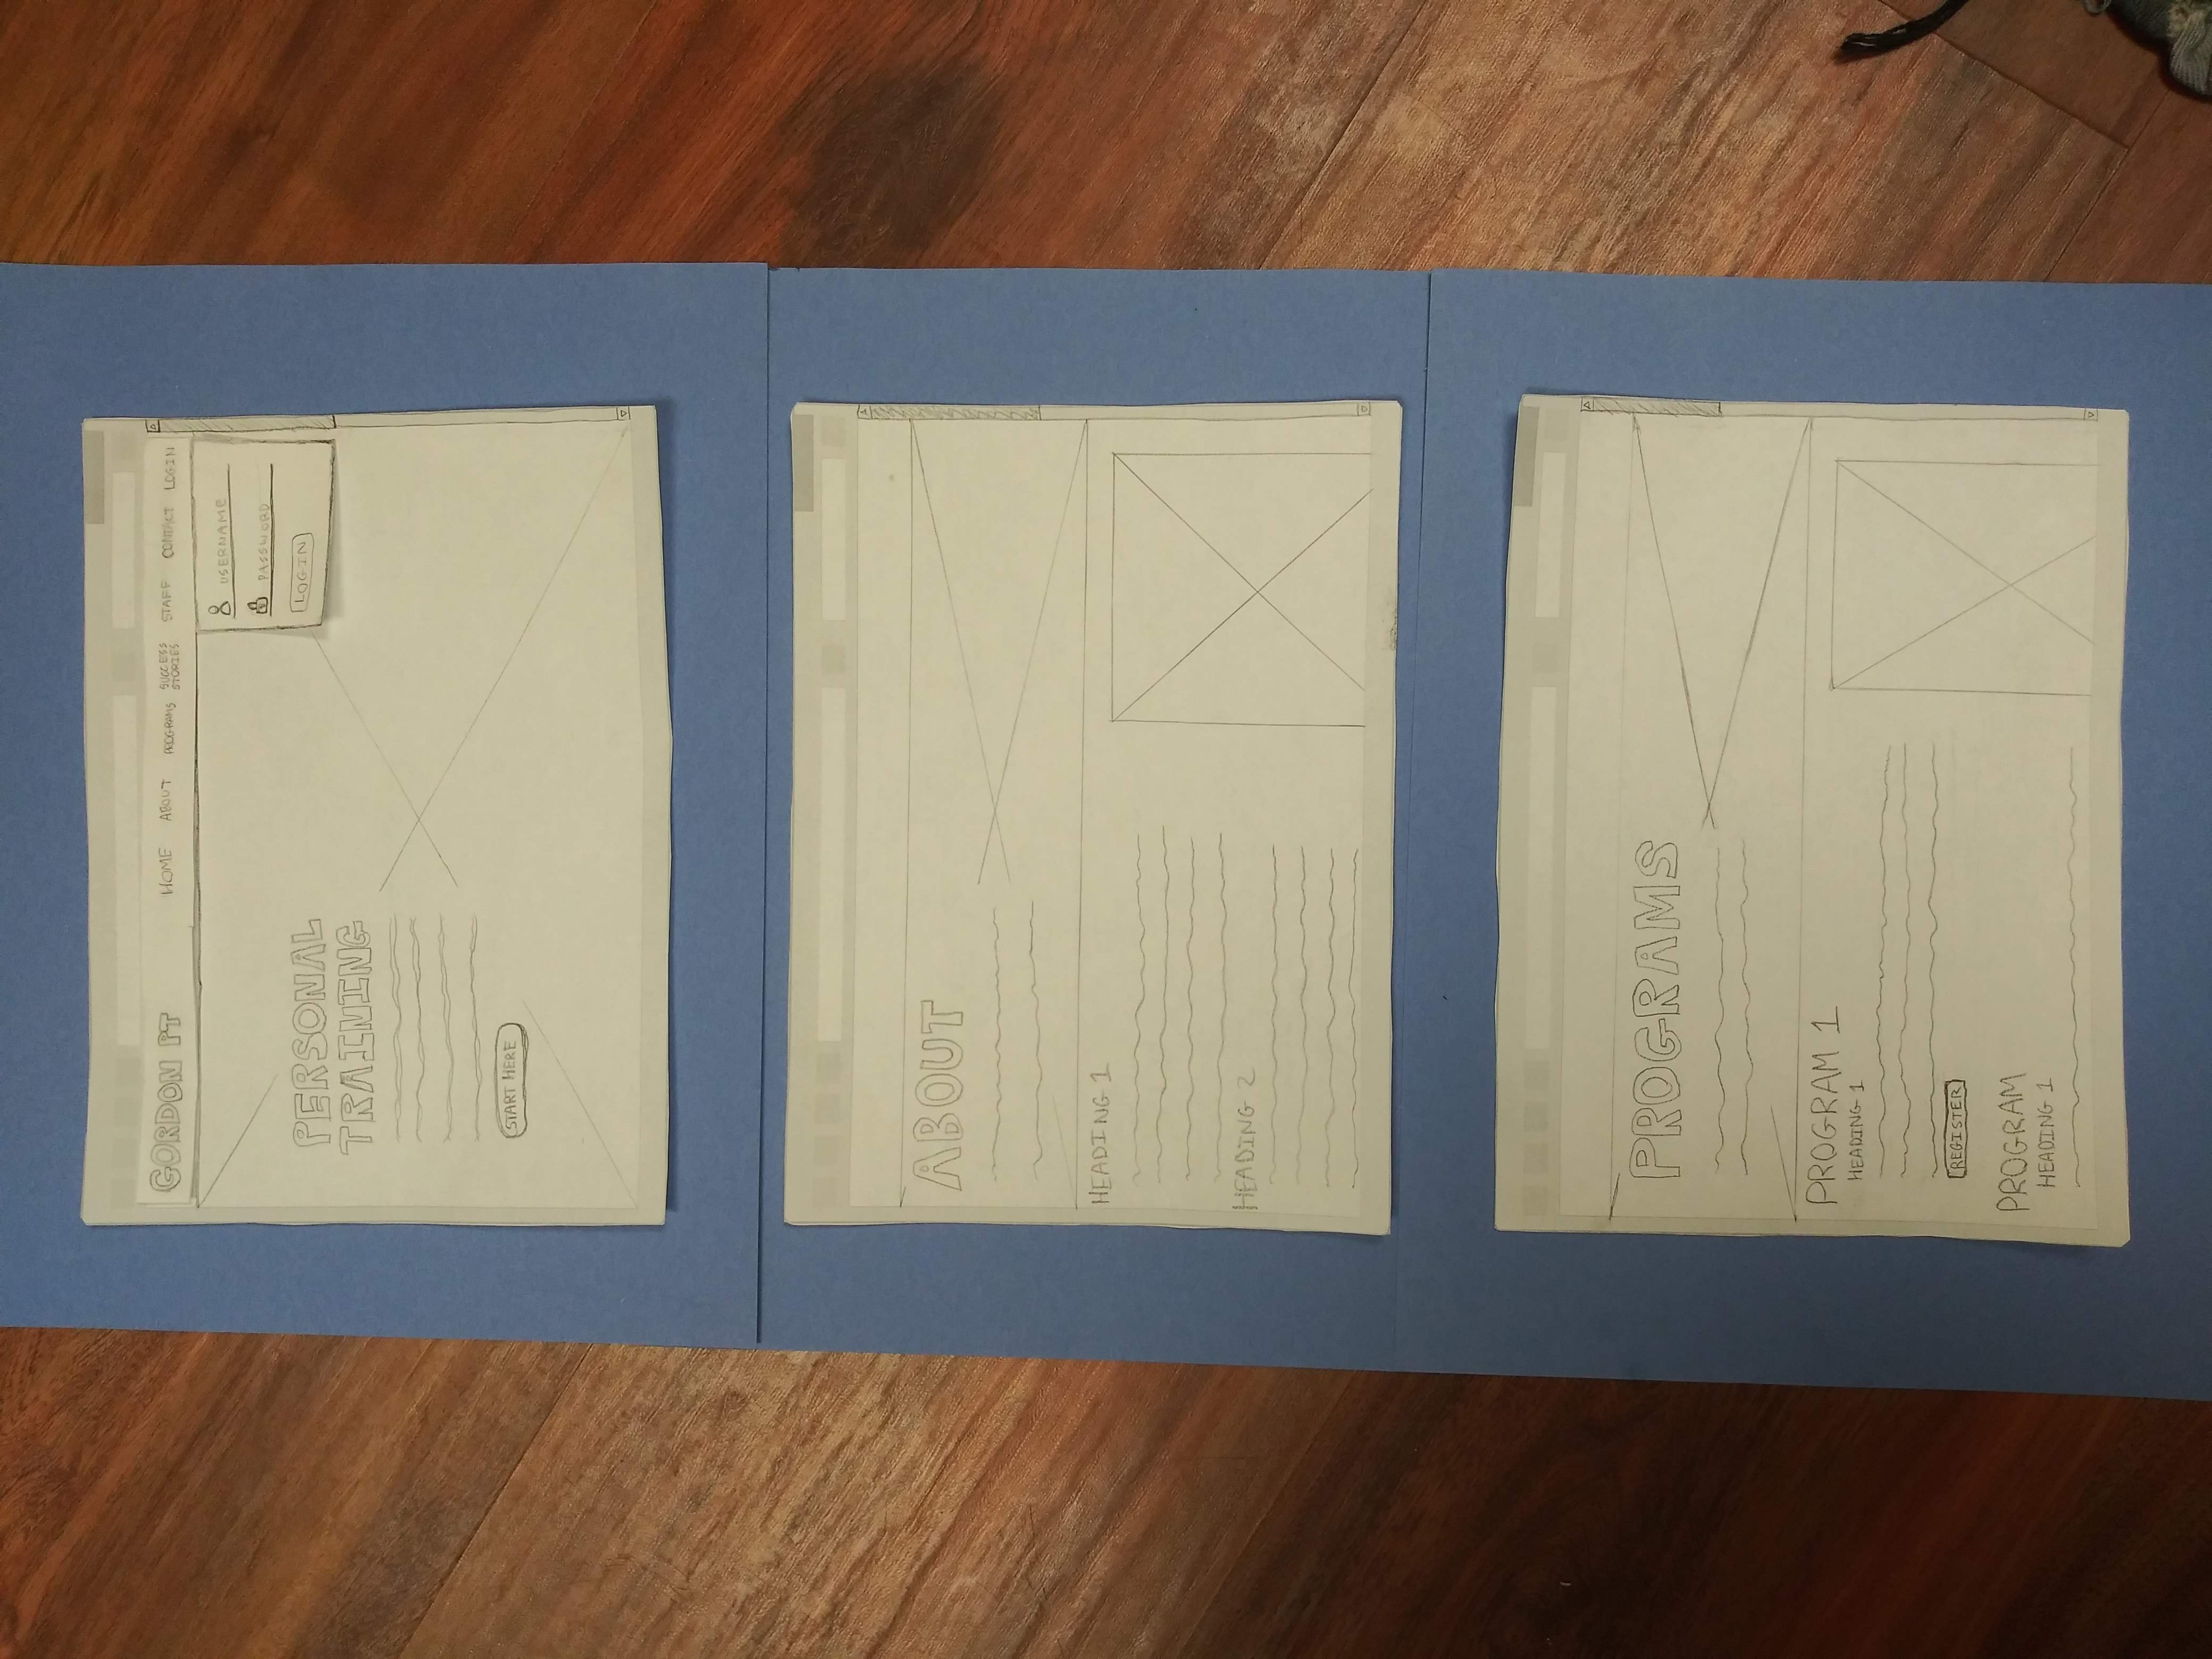 GORDON PT
HOME ABOUT PROGRAMS SUCCESS STORIES STAFF CONTACT LOGIN
USERNAME
PASSWORD
LOGIN
PERSONAL
TRAINING
START HERE
ABOUT
HEADING 1
HEADING 2
PROGRAMS
PROGRAM 1
HEADING 1
REGISTER
PROGRAM
HEADING 1